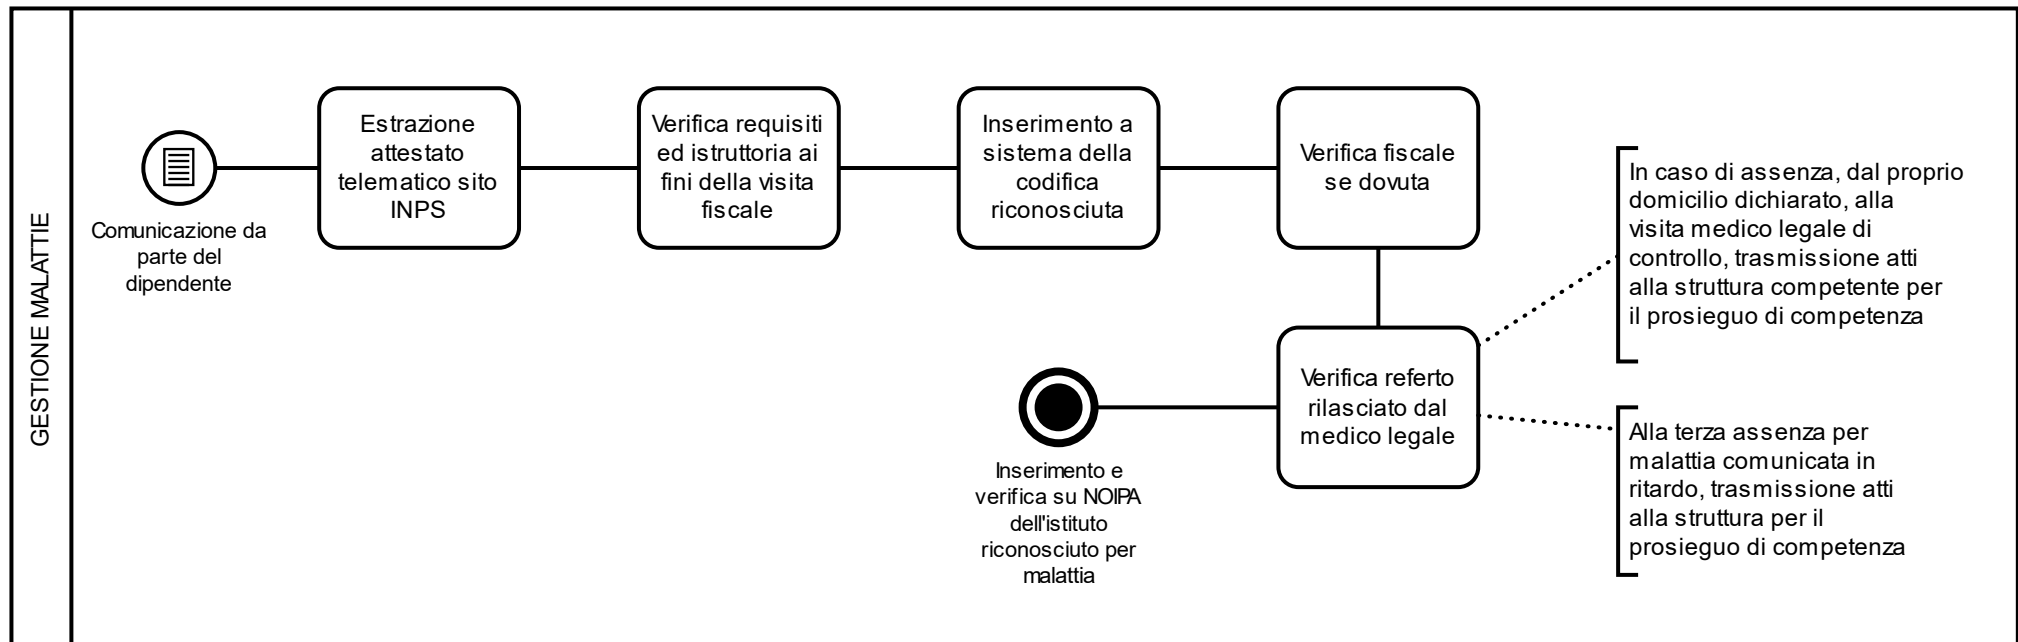 GESTIONE MALATTIE
Comunicazione da
parte del
dipendente
Estrazione
attestato
telematico sito
INPS
Verifica requisiti
ed istruttoria ai
fini della visita
fiscale
Inserimento a
sistema della
codifica
riconosciuta
Verifica fiscale
se dovuta
In caso di assenza, dal proprio
domicilio dichiarato, alla
visita medico legale di
controllo, trasmissione atti
alla struttura competente per
il prosieguo di competenza
Verifica referto
rilasciato dal
medico legale
Alla terza assenza per
malattia comunicata in
ritardo, trasmissione atti
alla struttura per il
prosieguo di competenza
Inserimento e
verifica su NOIPA
dell'istituto
riconosciuto per
malattia